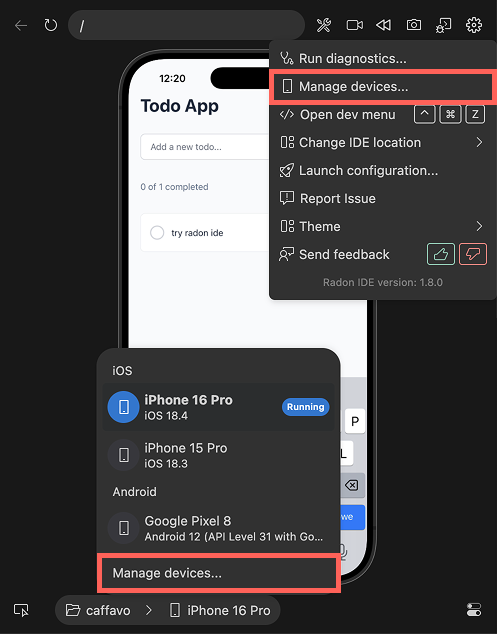 /
Run diagnostics...
Manage devices...
Open dev menu ^ ⌘ Z
Change IDE location
Launch configuration...
Report Issue
Theme
Send feedback
Radon IDE version: 1.8.0
12:20
Todo App
Add a new todo...
0 of 1 completed
try radon ide
P
L
we
iOS
iPhone 16 Pro
iOS 18.4
Running
iPhone 15 Pro
iOS 18.3
Android
Google Pixel 8
Android 12 (API Level 31 with Go...
Manage devices...
caffavo
iPhone 16 Pro